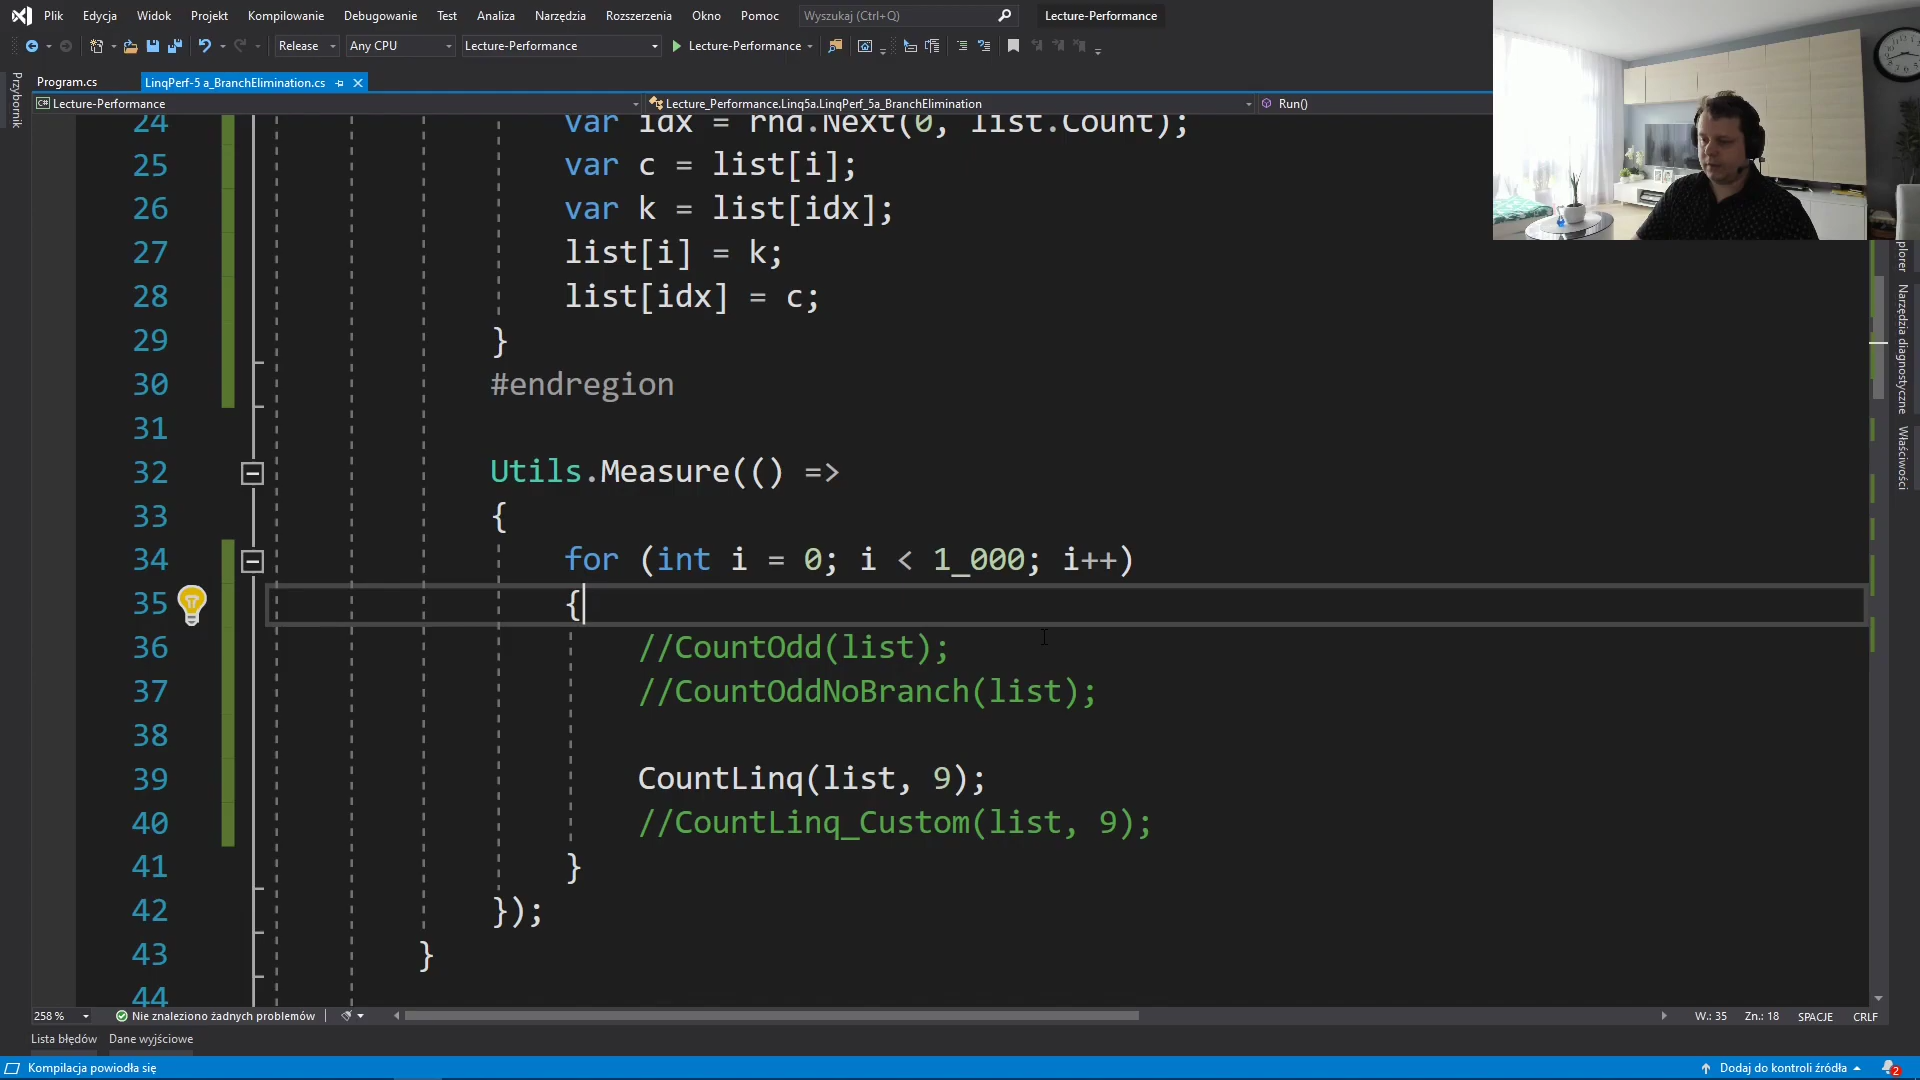 Plik Edycja Widok Projekt Kompilowanie Debugowanie Test Analiza Narzędzia Rozszerzenia Okno Pomoc Wyszukaj (Ctrl+Q) Lecture-Performance
Release Any CPU Lecture-Performance Lecture-Performance
Przybornik
Program.cs LinqPerf-5 a_BranchElimination.cs
Lecture-Performance Lecture_Performance.Linq5a.LinqPerf_5a_BranchElimination Run()
24 var idx = rnd.Next(0, list.Count);
25 var c = list[i];
26 var k = list[idx];
27 list[i] = k;
28 list[idx] = c;
29 }
30 #endregion
31
32 Utils.Measure(() =>
33 {
34 for (int i = 0; i < 1_000; i++)
35 {
36 //CountOdd(list);
37 //CountOddNoBranch(list);
38
39 CountLinq(list, 9);
40 //CountLinq_Custom(list, 9);
41 }
42 });
43 }
44
plorer
Narzędzia diagnostyczne
Właściwości
258 % Nie znaleziono żadnych problemów W.: 35 Zn.: 18 SPACJE CRLF
Lista błędów Dane wyjściowe
Kompilacja powiodła się Dodaj do kontroli źródła 2